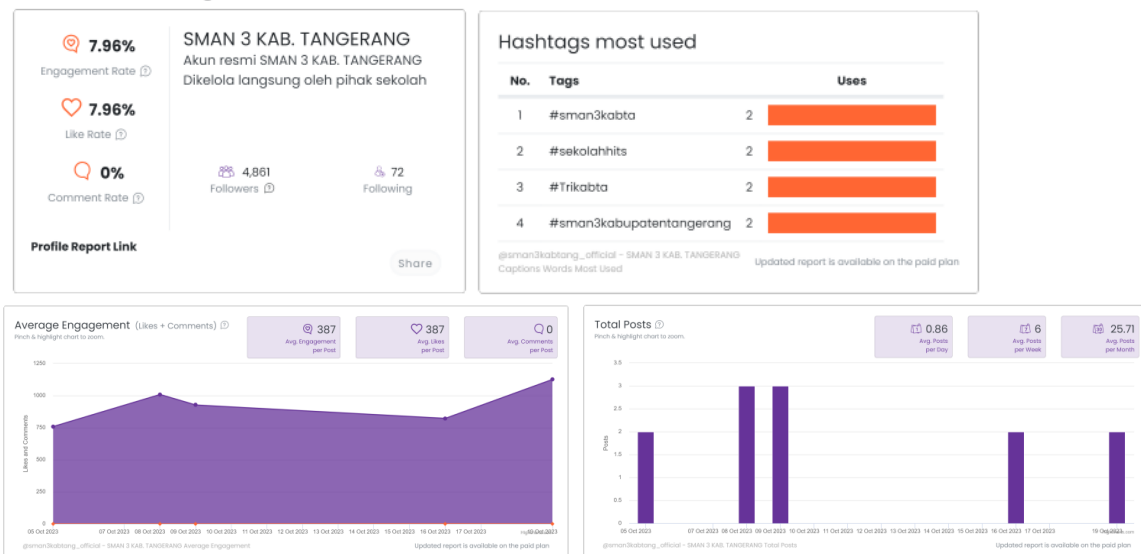 7.96%
Engagement Rate ?
7.96%
Like Rate ?
0%
Comment Rate ?
Profile Report Link
SMAN 3 KAB. TANGERANG
Akun resmi SMAN 3 KAB. TANGERANG
Dikelola langsung oleh pihak sekolah
4,861
Followers ?
72
Following
Share
Hashtags most used
No. Tags Uses
1 #sman3kabta 2
2 #sekolahhits 2
3 #Trikabta 2
4 #sman3kabupatentangerang 2
@sman3kabtang_official - SMAN 3 KAB. TANGERANG
Captions Words Most Used
Updated report is available on the paid plan
Average Engagement (Likes + Comments) ?
Pinch & highlight chart to zoom.
387
Avg. Engagement
per Post
387
Avg. Likes
per Post
0
Avg. Comments
per Post
Likes and Comments
1250
1000
750
500
250
0
05 Oct 2023 07 Oct 2023 08 Oct 2023 09 Oct 2023 10 Oct 2023 11 Oct 2023 12 Oct 2023 13 Oct 2023 14 Oct 2023 15 Oct 2023 16 Oct 2023 17 Oct 2023 19 Oct 2023
@sman3kabtang_official - SMAN 3 KAB. TANGERANG Average Engagement
Updated report is available on the paid plan
Total Posts ?
Pinch & highlight chart to zoom.
0.86
Avg. Posts
per Day
6
Avg. Posts
per Week
25.71
Avg. Posts
per Month
Posts
3.5
3
2.5
2
1.5
1
0.5
0
05 Oct 2023 07 Oct 2023 08 Oct 2023 09 Oct 2023 10 Oct 2023 11 Oct 2023 12 Oct 2023 13 Oct 2023 14 Oct 2023 15 Oct 2023 16 Oct 2023 17 Oct 2023 19 Oct 2023
@sman3kabtang_official - SMAN 3 KAB. TANGERANG Total Posts
Updated report is available on the paid plan